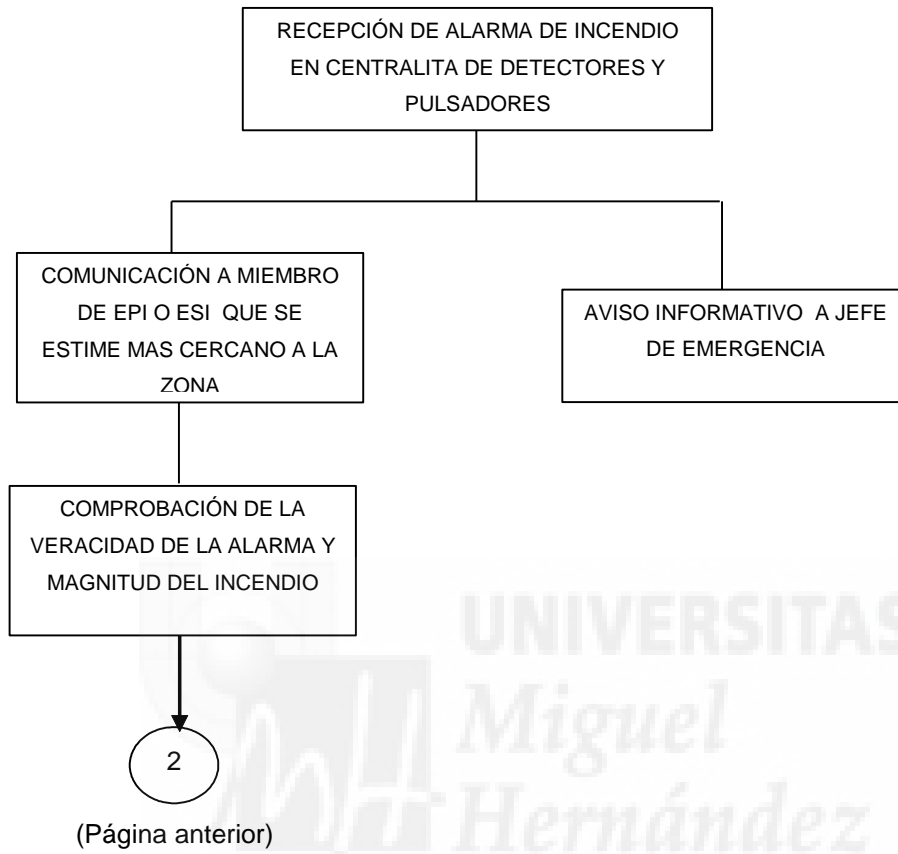 RECEPCIÓN DE ALARMA DE INCENDIO
EN CENTRALITA DE DETECTORES Y
PULSADORES
COMUNICACIÓN A MIEMBRO
DE EPI O ESI QUE SE
ESTIME MAS CERCANO A LA
ZONA
AVISO INFORMATIVO A JEFE
DE EMERGENCIA
COMPROBACIÓN DE LA
VERACIDAD DE LA ALARMA Y
MAGNITUD DEL INCENDIO
2
(Página anterior)
UNIVERSITAS
Miguel
Hernández